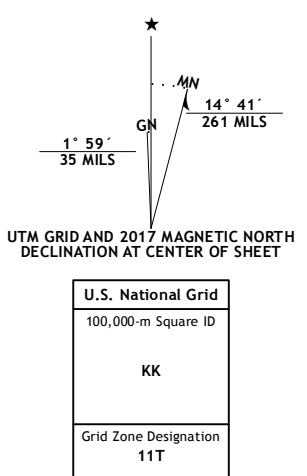 MN
14° 41´
261 MILS
GN
1° 59´
35 MILS
UTM GRID AND 2017 MAGNETIC NORTH
DECLINATION AT CENTER OF SHEET
U.S. National Grid
100,000-m Square ID
KK
Grid Zone Designation
11T